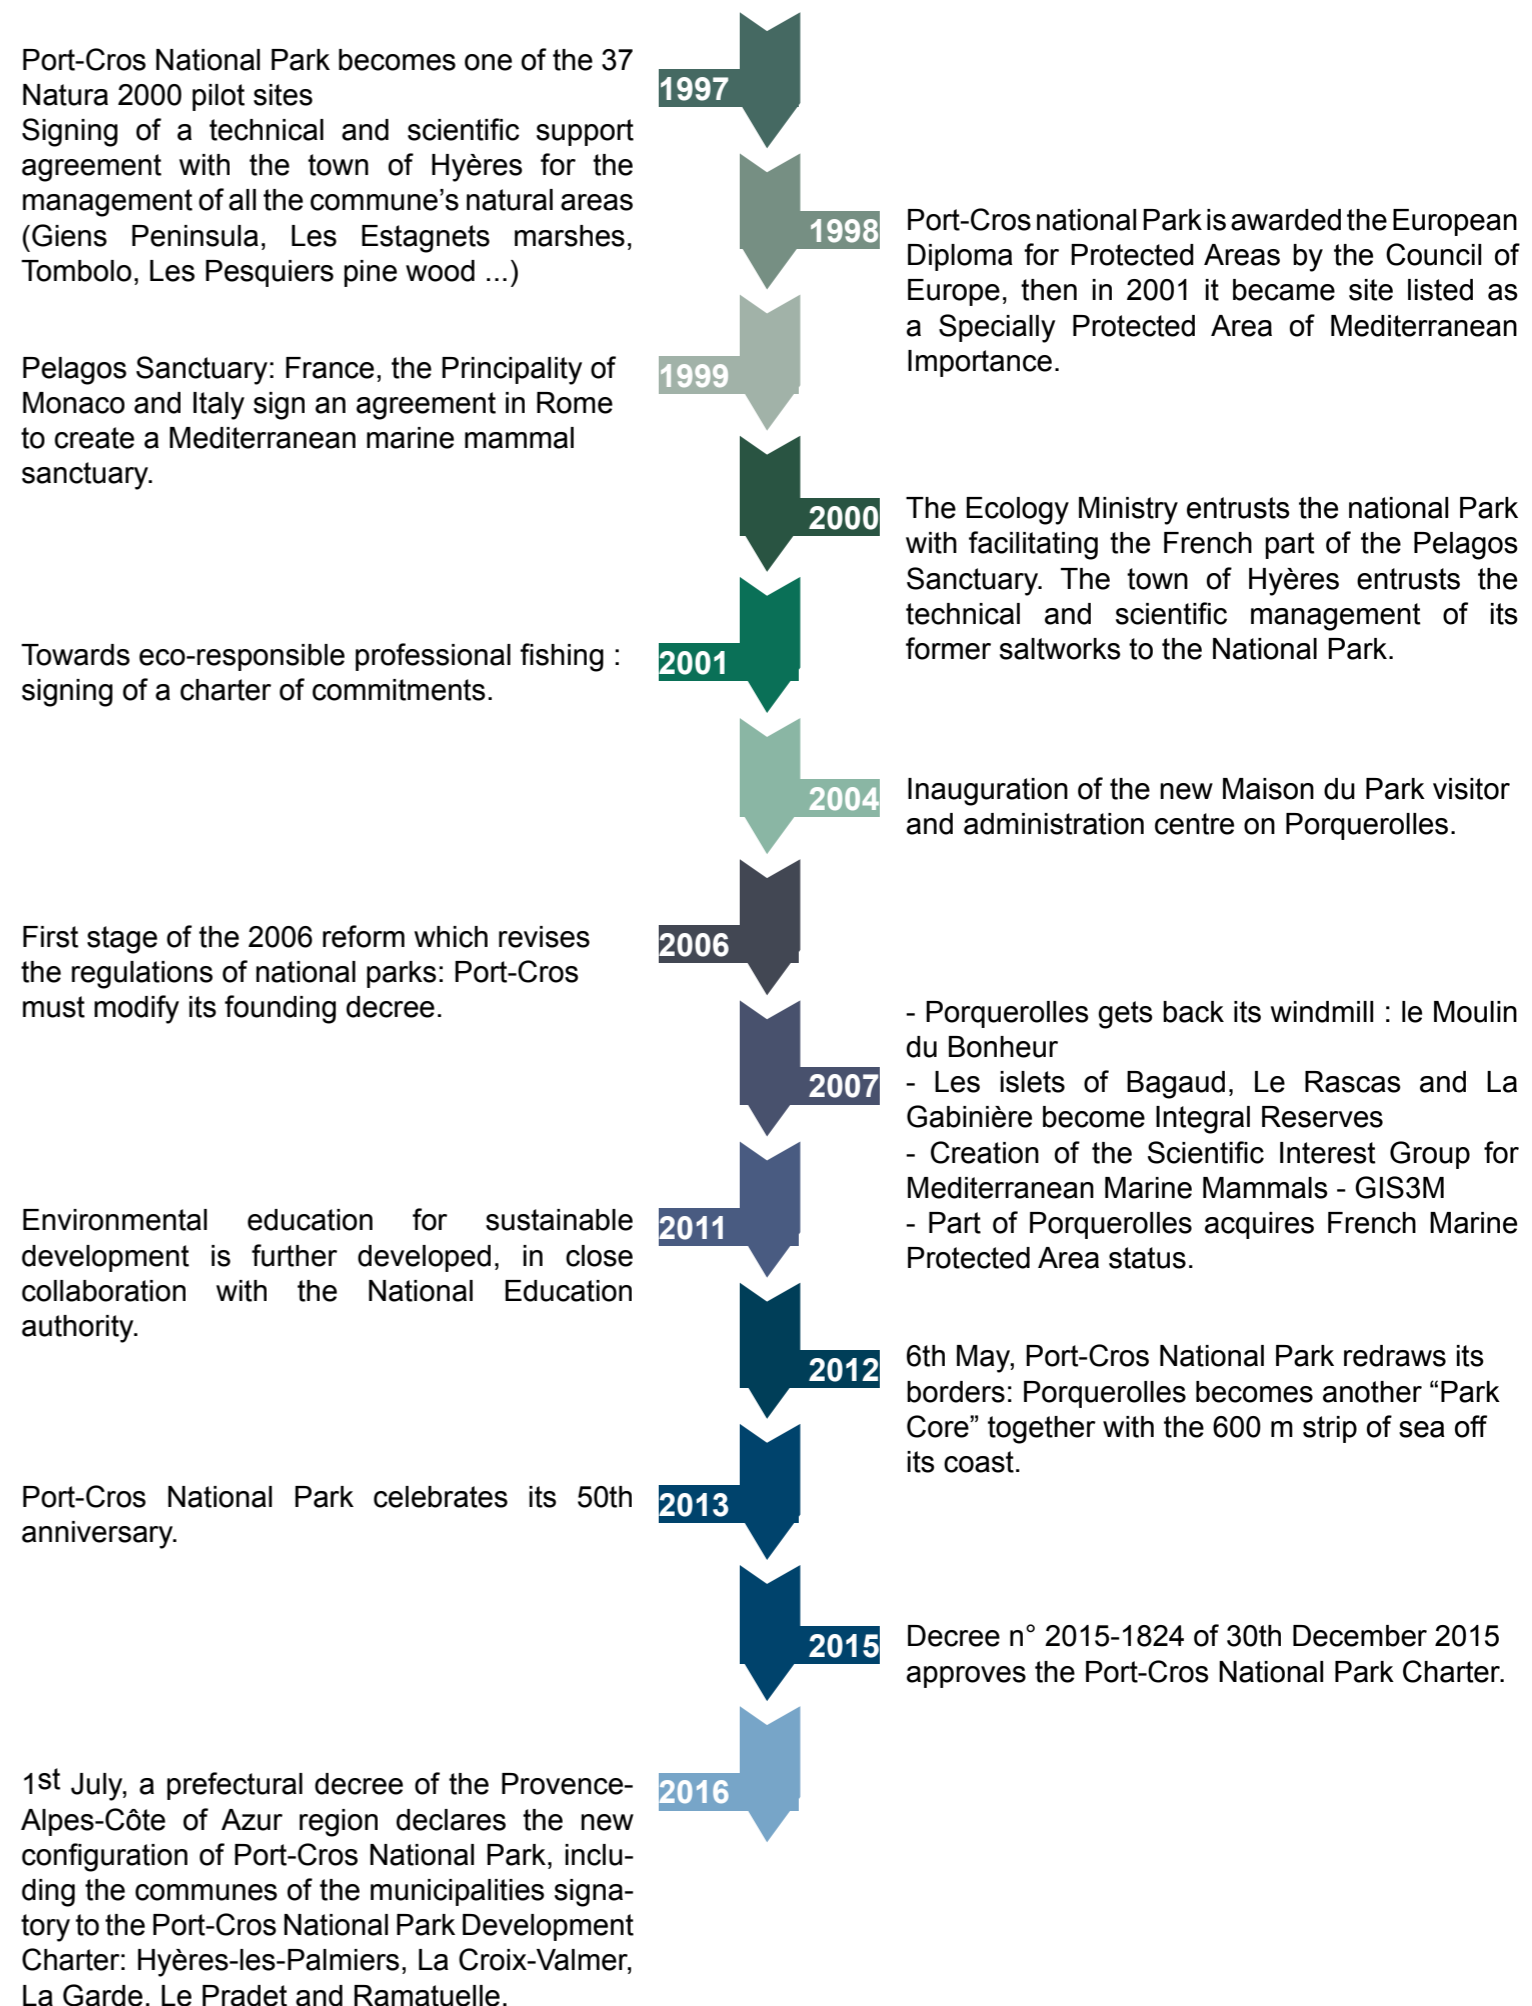 Port-Cros National Park becomes one of the 37
Natura 2000 pilot sites
Signing of a technical and scientific support
agreement with the town of Hyères for the
management of all the commune's natural areas
(Giens Peninsula, Les Estagnets marshes,
Tombolo, Les Pesquiers pine wood ...)
1997
1998
Port-Cros national Park is awarded the European
Diploma for Protected Areas by the Council of
Europe, then in 2001 it became site listed as
a Specially Protected Area of Mediterranean
Importance.
Pelagos Sanctuary: France, the Principality of
Monaco and Italy sign an agreement in Rome
to create a Mediterranean marine mammal
sanctuary.
1999
2000
The Ecology Ministry entrusts the national Park
with facilitating the French part of the Pelagos
Sanctuary. The town of Hyères entrusts the
technical and scientific management of its
former saltworks to the National Park.
Towards eco-responsible professional fishing :
signing of a charter of commitments.
2001
2004
Inauguration of the new Maison du Park visitor
and administration centre on Porquerolles.
First stage of the 2006 reform which revises
the regulations of national parks: Port-Cros
must modify its founding decree.
2006
2007
- Porquerolles gets back its windmill : le Moulin
du Bonheur
- Les islets of Bagaud, Le Rascas and La
Gabinière become Integral Reserves
- Creation of the Scientific Interest Group for
Mediterranean Marine Mammals - GIS3M
- Part of Porquerolles acquires French Marine
Protected Area status.
Environmental education for sustainable
development is further developed, in close
collaboration with the National Education
authority.
2011
2012
6th May, Port-Cros National Park redraws its
borders: Porquerolles becomes another “Park
Core” together with the 600 m strip of sea off
its coast.
Port-Cros National Park celebrates its 50th
anniversary.
2013
2015
Decree n° 2015-1824 of 30th December 2015
approves the Port-Cros National Park Charter.
1st July, a prefectural decree of the Provence-
Alpes-Côte of Azur region declares the new
configuration of Port-Cros National Park, inclu-
ding the communes of the municipalities signa-
tory to the Port-Cros National Park Development
Charter: Hyères-les-Palmiers, La Croix-Valmer,
La Garde, Le Pradet and Ramatuelle.
2016